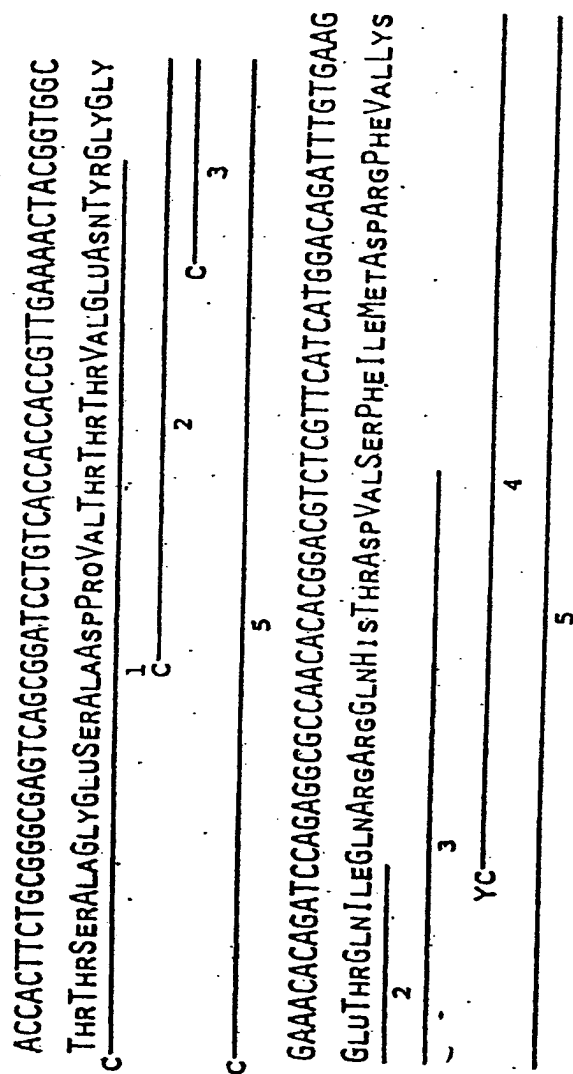 ACCACTTCTGCGGGCGAGTCAGCGGATCCTGTCACCACCACCGTTGAAAACTACGGTGGC
ThrThrSerAlaGlyGluSerAlaAspProValThrThrThrValGluAsnTyrGlyGly
C
1
C
2
C
3
C
5
GAAACACAGATCCAGAGGCGCCAACACACGGACGTCTCGTTCATCATGGACAGATTTGTGAAG
GluThrGlnIleGlnArgArgGlnHisThrAspValSerPheIleMetAspArgPheValLys
2
3
YC
4
5